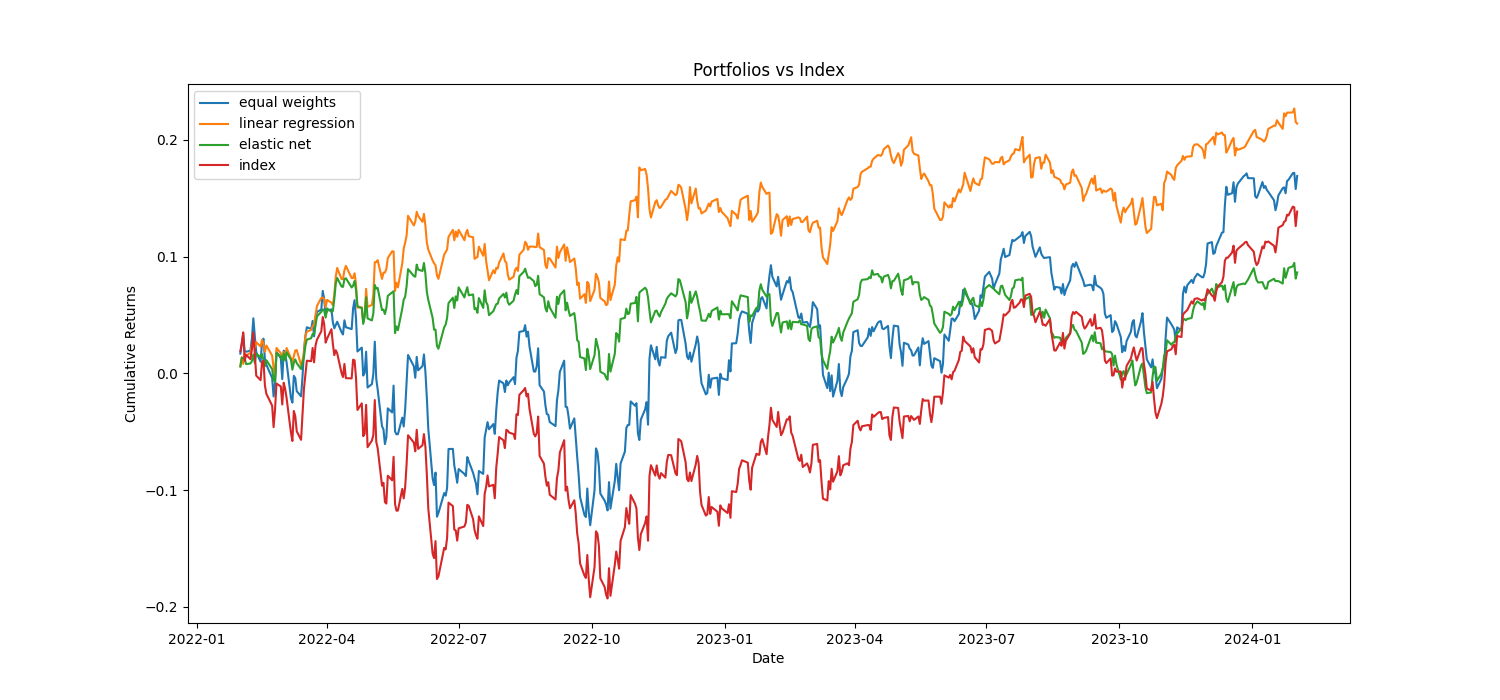 Portfolios vs Index
equal weights
linear regression
elastic net
index
Cumulative Returns
0.2
0.1
0.0
−0.1
−0.2
2022-01 2022-04 2022-07 2022-10 2023-01 2023-04 2023-07 2023-10 2024-01
Date